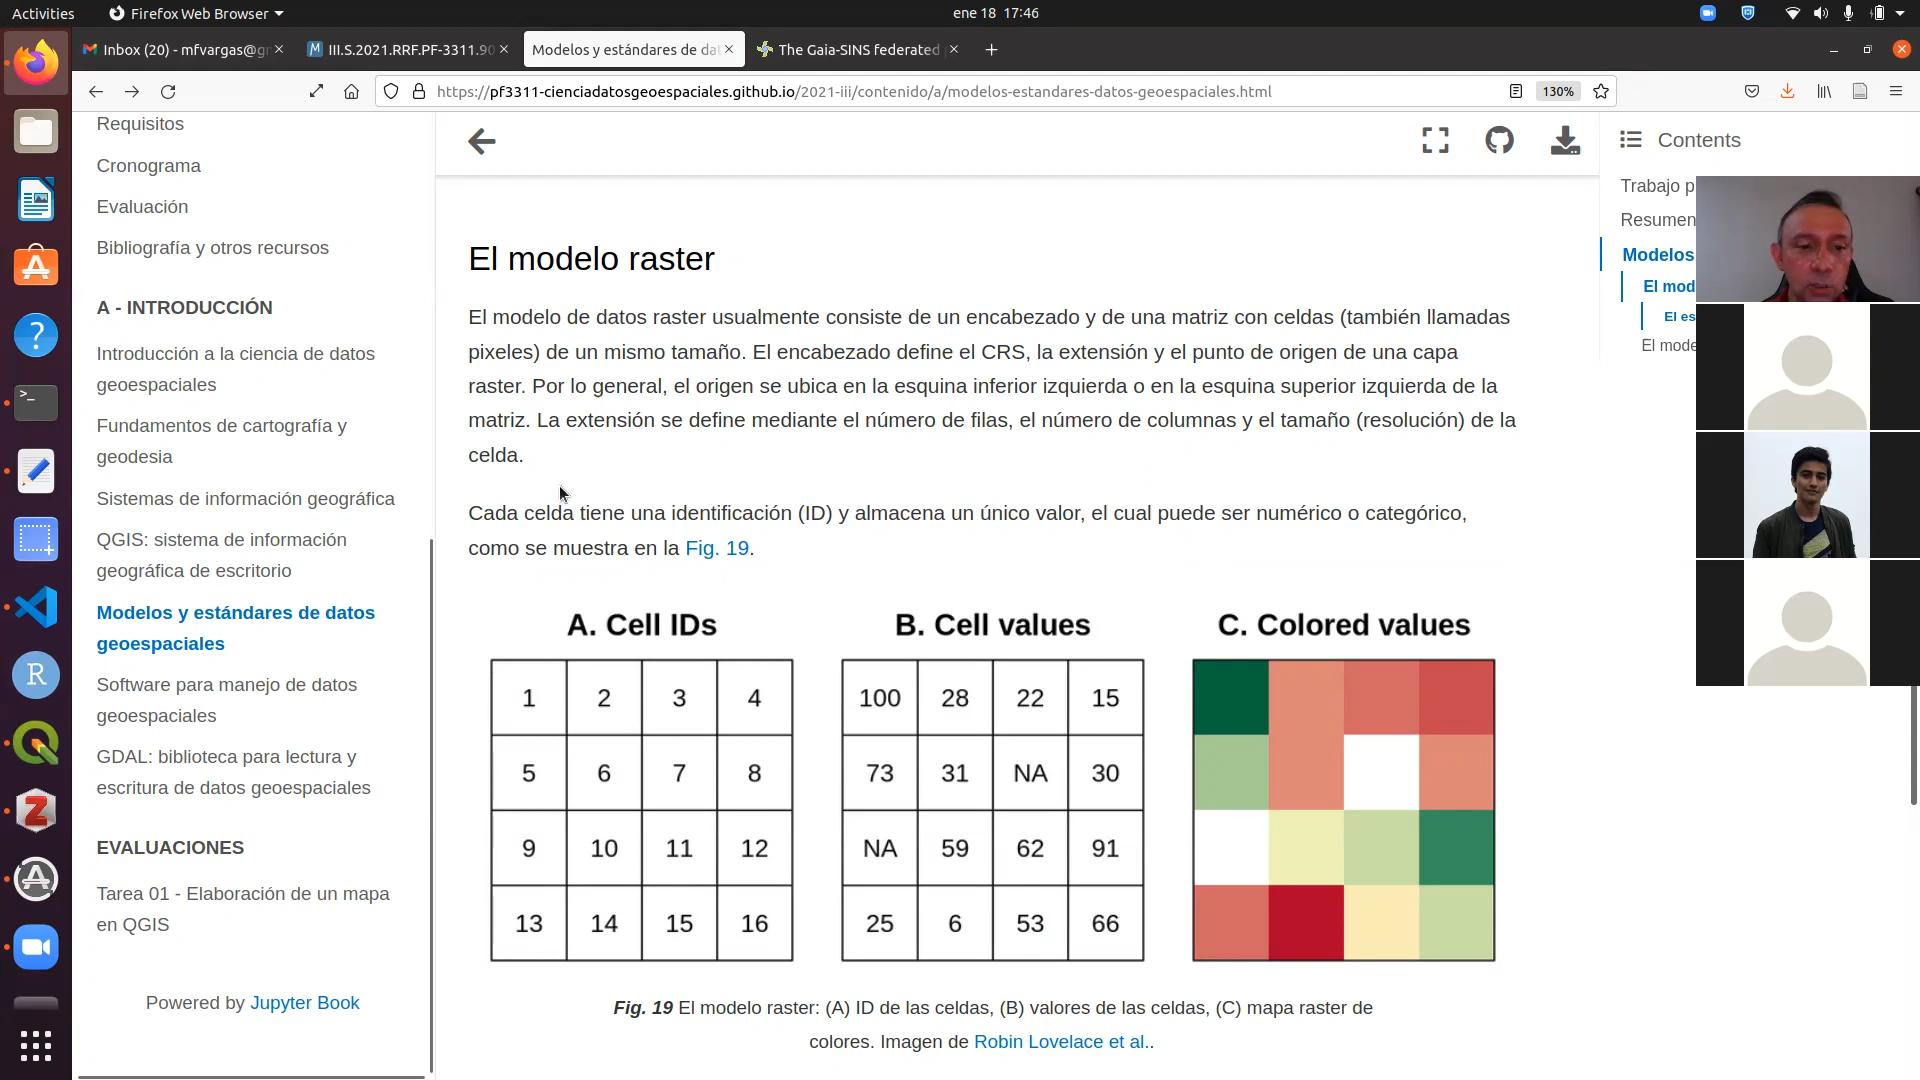 Activities
Firefox Web Browser
ene 18 17:46
Inbox (20) - mfvargas@gr
III.S.2021.RRF.PF-3311.90
Modelos y estándares de dat
The Gaia-SINS federated
https://pf3311-cienciadatosgeoespaciales.github.io/2021-iii/contenido/a/modelos-estandares-datos-geoespaciales.html
130%
Requisitos
Cronograma
Evaluación
Bibliografía y otros recursos
A - INTRODUCCIÓN
Introducción a la ciencia de datos
geoespaciales
Fundamentos de cartografía y
geodesia
Sistemas de información geográfica
QGIS: sistema de información
geográfica de escritorio
Modelos y estándares de datos
geoespaciales
Software para manejo de datos
geoespaciales
GDAL: biblioteca para lectura y
escritura de datos geoespaciales
EVALUACIONES
Tarea 01 - Elaboración de un mapa
en QGIS
Powered by Jupyter Book
El modelo raster
El modelo de datos raster usualmente consiste de un encabezado y de una matriz con celdas (también llamadas
pixeles) de un mismo tamaño. El encabezado define el CRS, la extensión y el punto de origen de una capa
raster. Por lo general, el origen se ubica en la esquina inferior izquierda o en la esquina superior izquierda de la
matriz. La extensión se define mediante el número de filas, el número de columnas y el tamaño (resolución) de la
celda.
Cada celda tiene una identificación (ID) y almacena un único valor, el cual puede ser numérico o categórico,
como se muestra en la Fig. 19.
A. Cell IDs
1 2 3 4
5 6 7 8
9 10 11 12
13 14 15 16
B. Cell values
100 28 22 15
73 31 NA 30
NA 59 62 91
25 6 53 66
C. Colored values
Fig. 19 El modelo raster: (A) ID de las celdas, (B) valores de las celdas, (C) mapa raster de
colores. Imagen de Robin Lovelace et al..
Contents
Trabajo p
Resumen
Modelos
El mod
El es
El mode